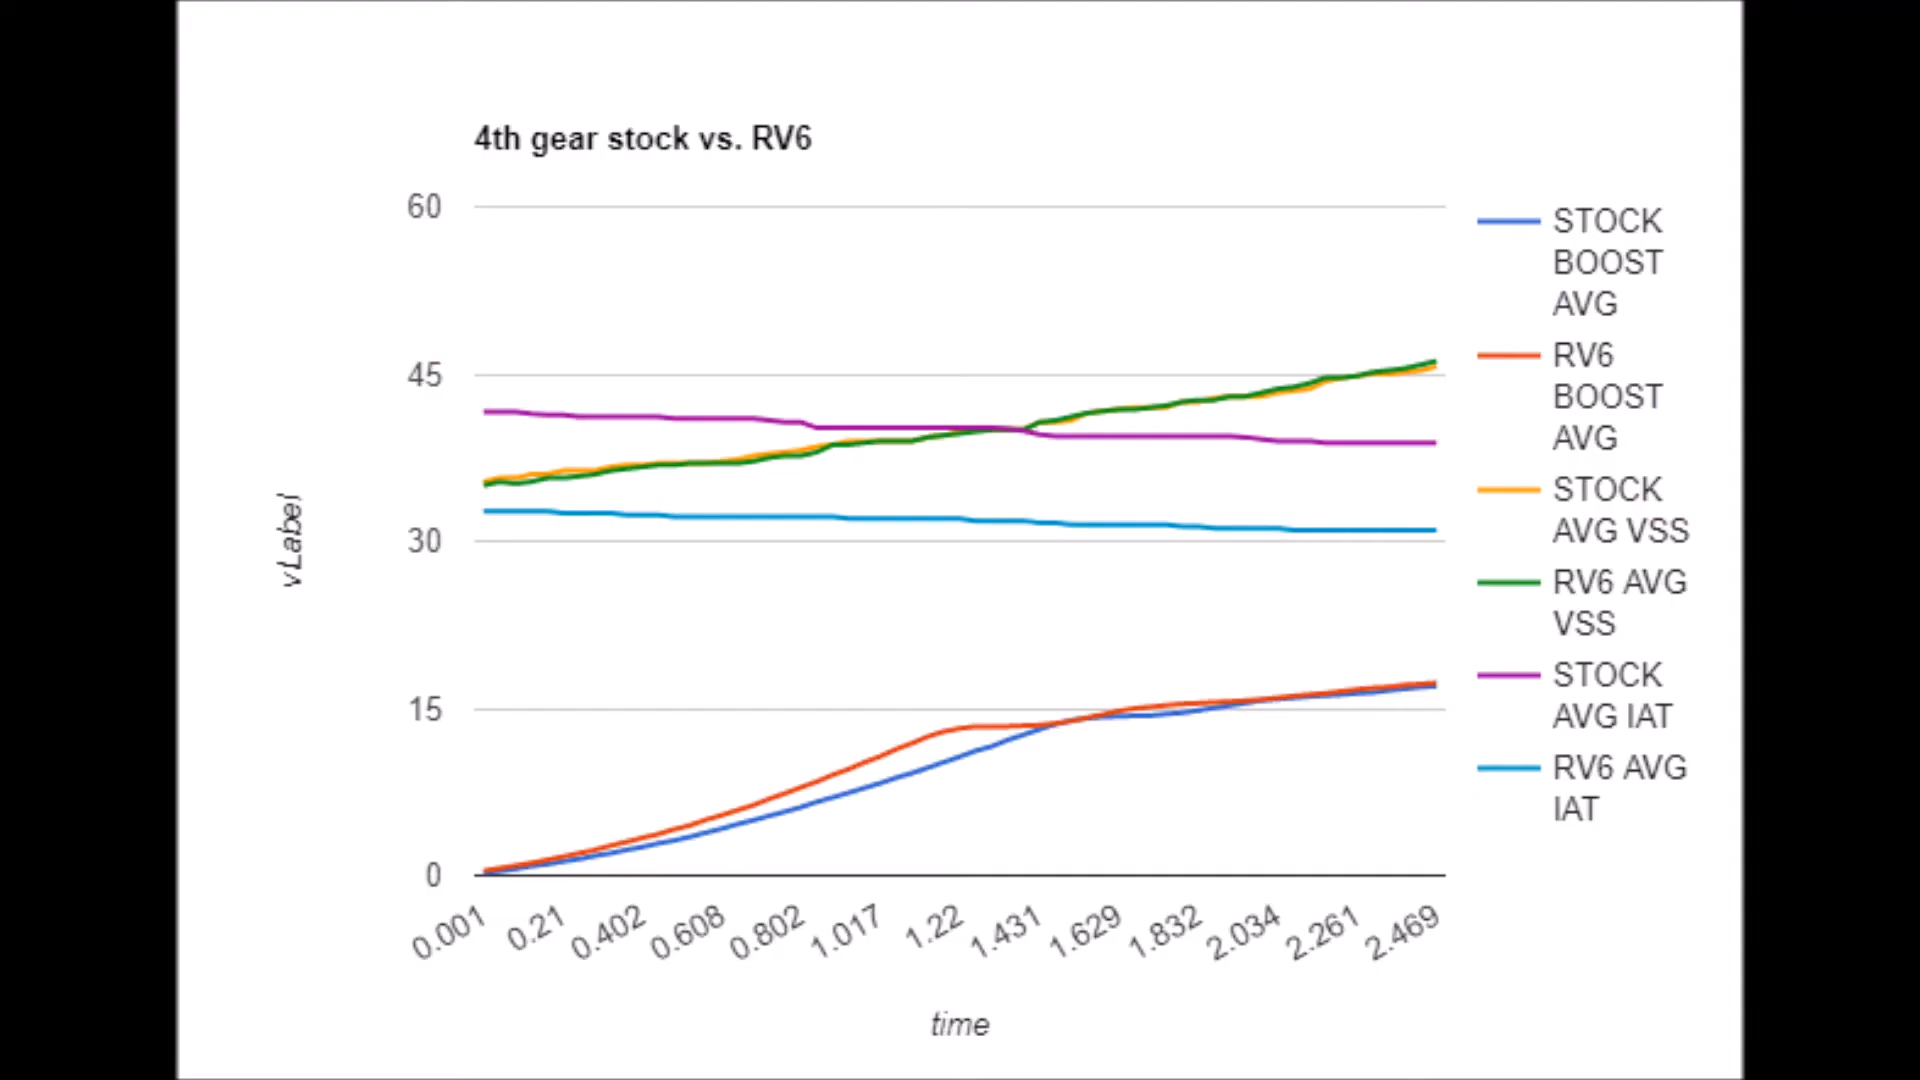 4th gear stock vs. RV6
60
45
30
15
0
vLabel
0.001
0.21
0.402
0.608
0.802
1.017
1.22
1.431
1.629
1.832
2.034
2.261
2.469
time
STOCK
BOOST
AVG
RV6
BOOST
AVG
STOCK
AVG VSS
RV6 AVG
VSS
STOCK
AVG IAT
RV6 AVG
IAT